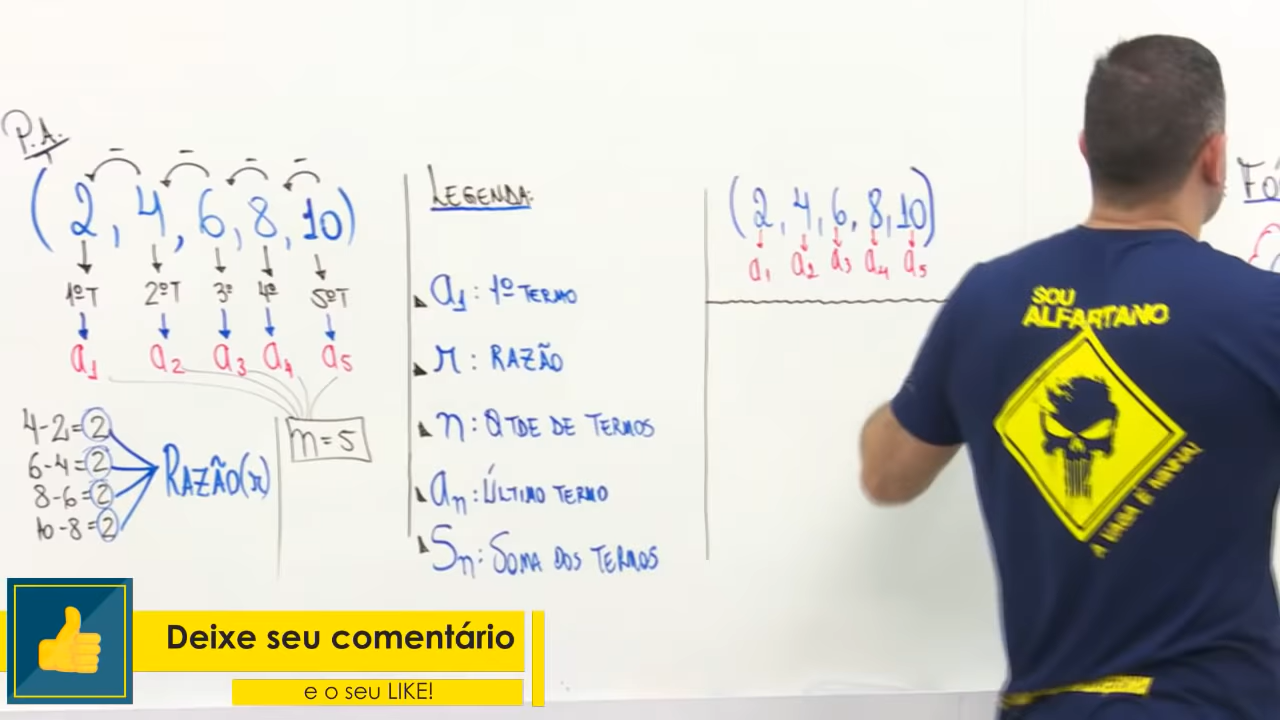 P.A.
(2, 4, 6, 8, 10)
1ºT 2ºT 3º 4º 5ºT
a1 a2 a3 a4 a5
4-2=2
6-4=2
8-6=2
10-8=2
RAZÃO(r)
n=5
LEGENDA:
a1: 1º TERMO
r: RAZÃO
n: QTDE DE TERMOS
an: ÚLTIMO TERMO
Sn: SOMA DOS TERMOS
(2, 4, 6, 8, 10)
a1 a2 a3 a4 a5
SOU
ALFARTANO
A VAGA É MINHA!
Deixe seu comentário
e o seu LIKE!